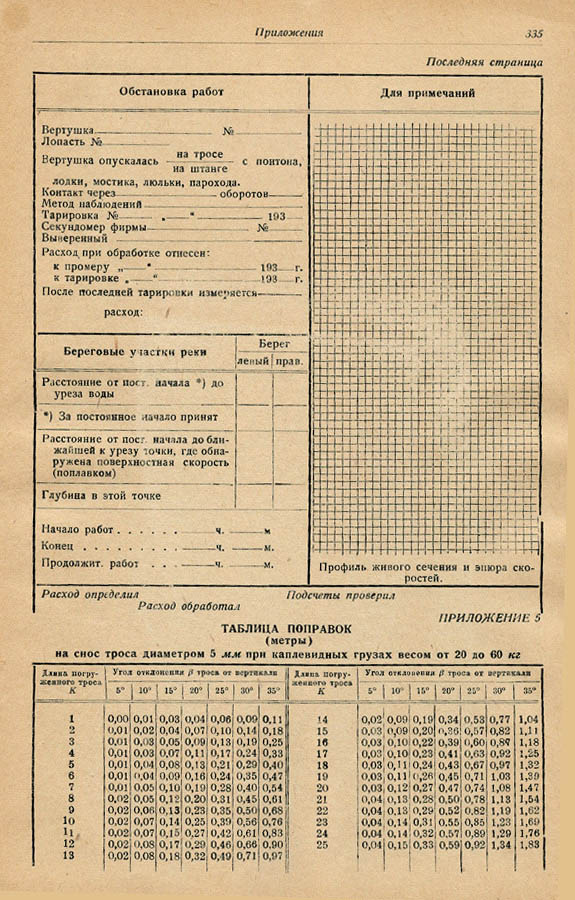 Приложения 335
Последняя страница
Обстановка работ
Для примечаний
Вертушка № 
Лопасть №
Вертушка опускалась на тросе с понтона,
на штанге
лодки, мостика, люльки, парохода.
Контакт через оборотов
Метод наблюдений
Тарировка № . " 193
Секундомер фирмы №
Выверенный
Расход при обработке отнесен:
к промеру „ " 193 г.
к тарировке „ " 193 г.
После последней тарировки измеряется
расход:
Береговые участки реки
Берег
левый прав.
Расстояние от пост. начала *) до
уреза воды
*) За постоянное начало принят
Расстояние от пост. начала до бли-
жайшей к урезу точки, где обна-
ружена поверхностная скорость
(поплавком)
Глубина в этой точке
Начало работ . . . . . . ч. м
Конец . . . . . . . . . ч. м.
Продолжит. работ . . . ч. м.
Профиль живого сечения и эпюра ско-
ростей.
Расход определил Подсчеты проверил
Расход обработал
ПРИЛОЖЕНИЕ 5
ТАБЛИЦА ПОПРАВОК
(метры)
на снос троса диаметром 5 мм при каплевидных грузах весом от 20 до 60 кг
Длина погру-
женного троса
K
Угол отклонения β троса от вертикали
5° 10° 15° 20° 25° 30° 35°
1 0,00 0,01 0,03 0,04 0,06 0,09 0,11
2 0,01 0,02 0,04 0,07 0,10 0,14 0,18
3 0,01 0,03 0,05 0,09 0,13 0,19 0,25
4 0,01 0,03 0,07 0,11 0,17 0,24 0,33
5 0,01 0,04 0,08 0,13 0,21 0,29 0,40
6 0,01 0,04 0,09 0,16 0,24 0,35 0,47
7 0,01 0,05 0,10 0,19 0,28 0,40 0,54
8 0,02 0,05 0,12 0,20 0,31 0,45 0,61
9 0,02 0,06 0,13 0,23 0,35 0,50 0,68
10 0,02 0,07 0,14 0,25 0,39 0,56 0,76
11 0,02 0,07 0,15 0,27 0,42 0,61 0,83
12 0,02 0,08 0,17 0,29 0,46 0,66 0,90
13 0,02 0,08 0,18 0,32 0,49 0,71 0,97
Длина погру-
женного троса
K
Угол отклонения β троса от вертикали
5° 10° 15° 20° 25° 30° 35°
14 0,02 0,09 0,19 0,34 0,53 0,77 1,04
15 0,03 0,09 0,20 0,36 0,57 0,82 1,11
16 0,03 0,10 0,22 0,39 0,60 0,87 1,18
17 0,03 0,10 0,23 0,41 0,63 0,92 1,25
18 0,03 0,11 0,24 0,43 0,67 0,97 1,32
19 0,03 0,11 0,26 0,45 0,71 1,03 1,39
20 0,03 0,12 0,27 0,47 0,74 1,08 1,47
21 0,04 0,13 0,28 0,50 0,78 1,13 1,54
22 0,04 0,13 0,29 0,52 0,82 1,19 1,62
23 0,04 0,14 0,31 0,55 0,85 1,23 1,69
24 0,04 0,14 0,32 0,57 0,89 1,29 1,76
25 0,04 0,15 0,33 0,59 0,92 1,34 1,83